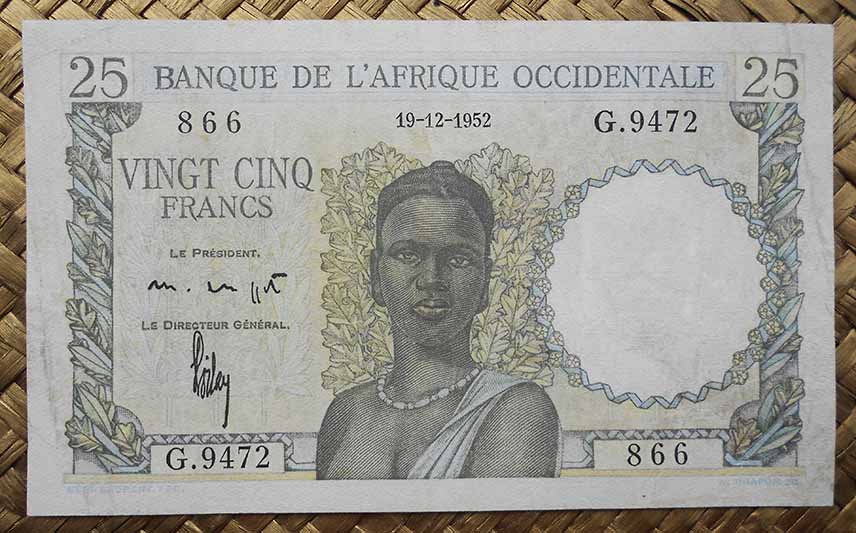 25 BANQUE DE L'AFRIQUE OCCIDENTALE 25
866 19-12-1952 G.9472
VINGT CINQ
FRANCS
LE PRÉSIDENT,
LE DIRECTEUR GÉNÉRAL,
G.9472 866